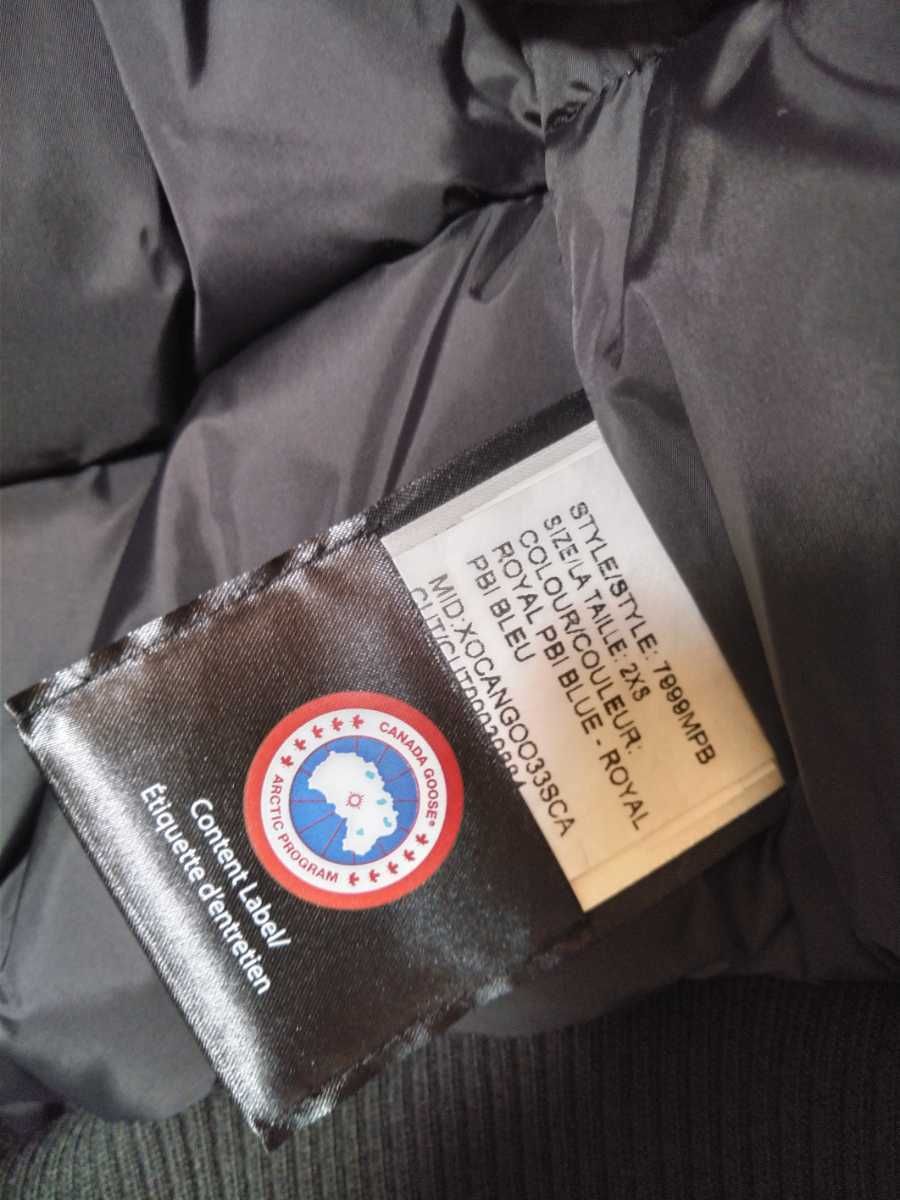 STYLE/STYLE: 7999MPB
SIZE/LA TAILLE: 2XS
COLOUR/COULEUR:
ROYAL PBI BLUE - ROYAL
PBI BLEU
MID:XOCANGOO33SCA
CANADA GOOSE®
ARCTIC PROGRAM
Content Label/
Étiquette d'entretien